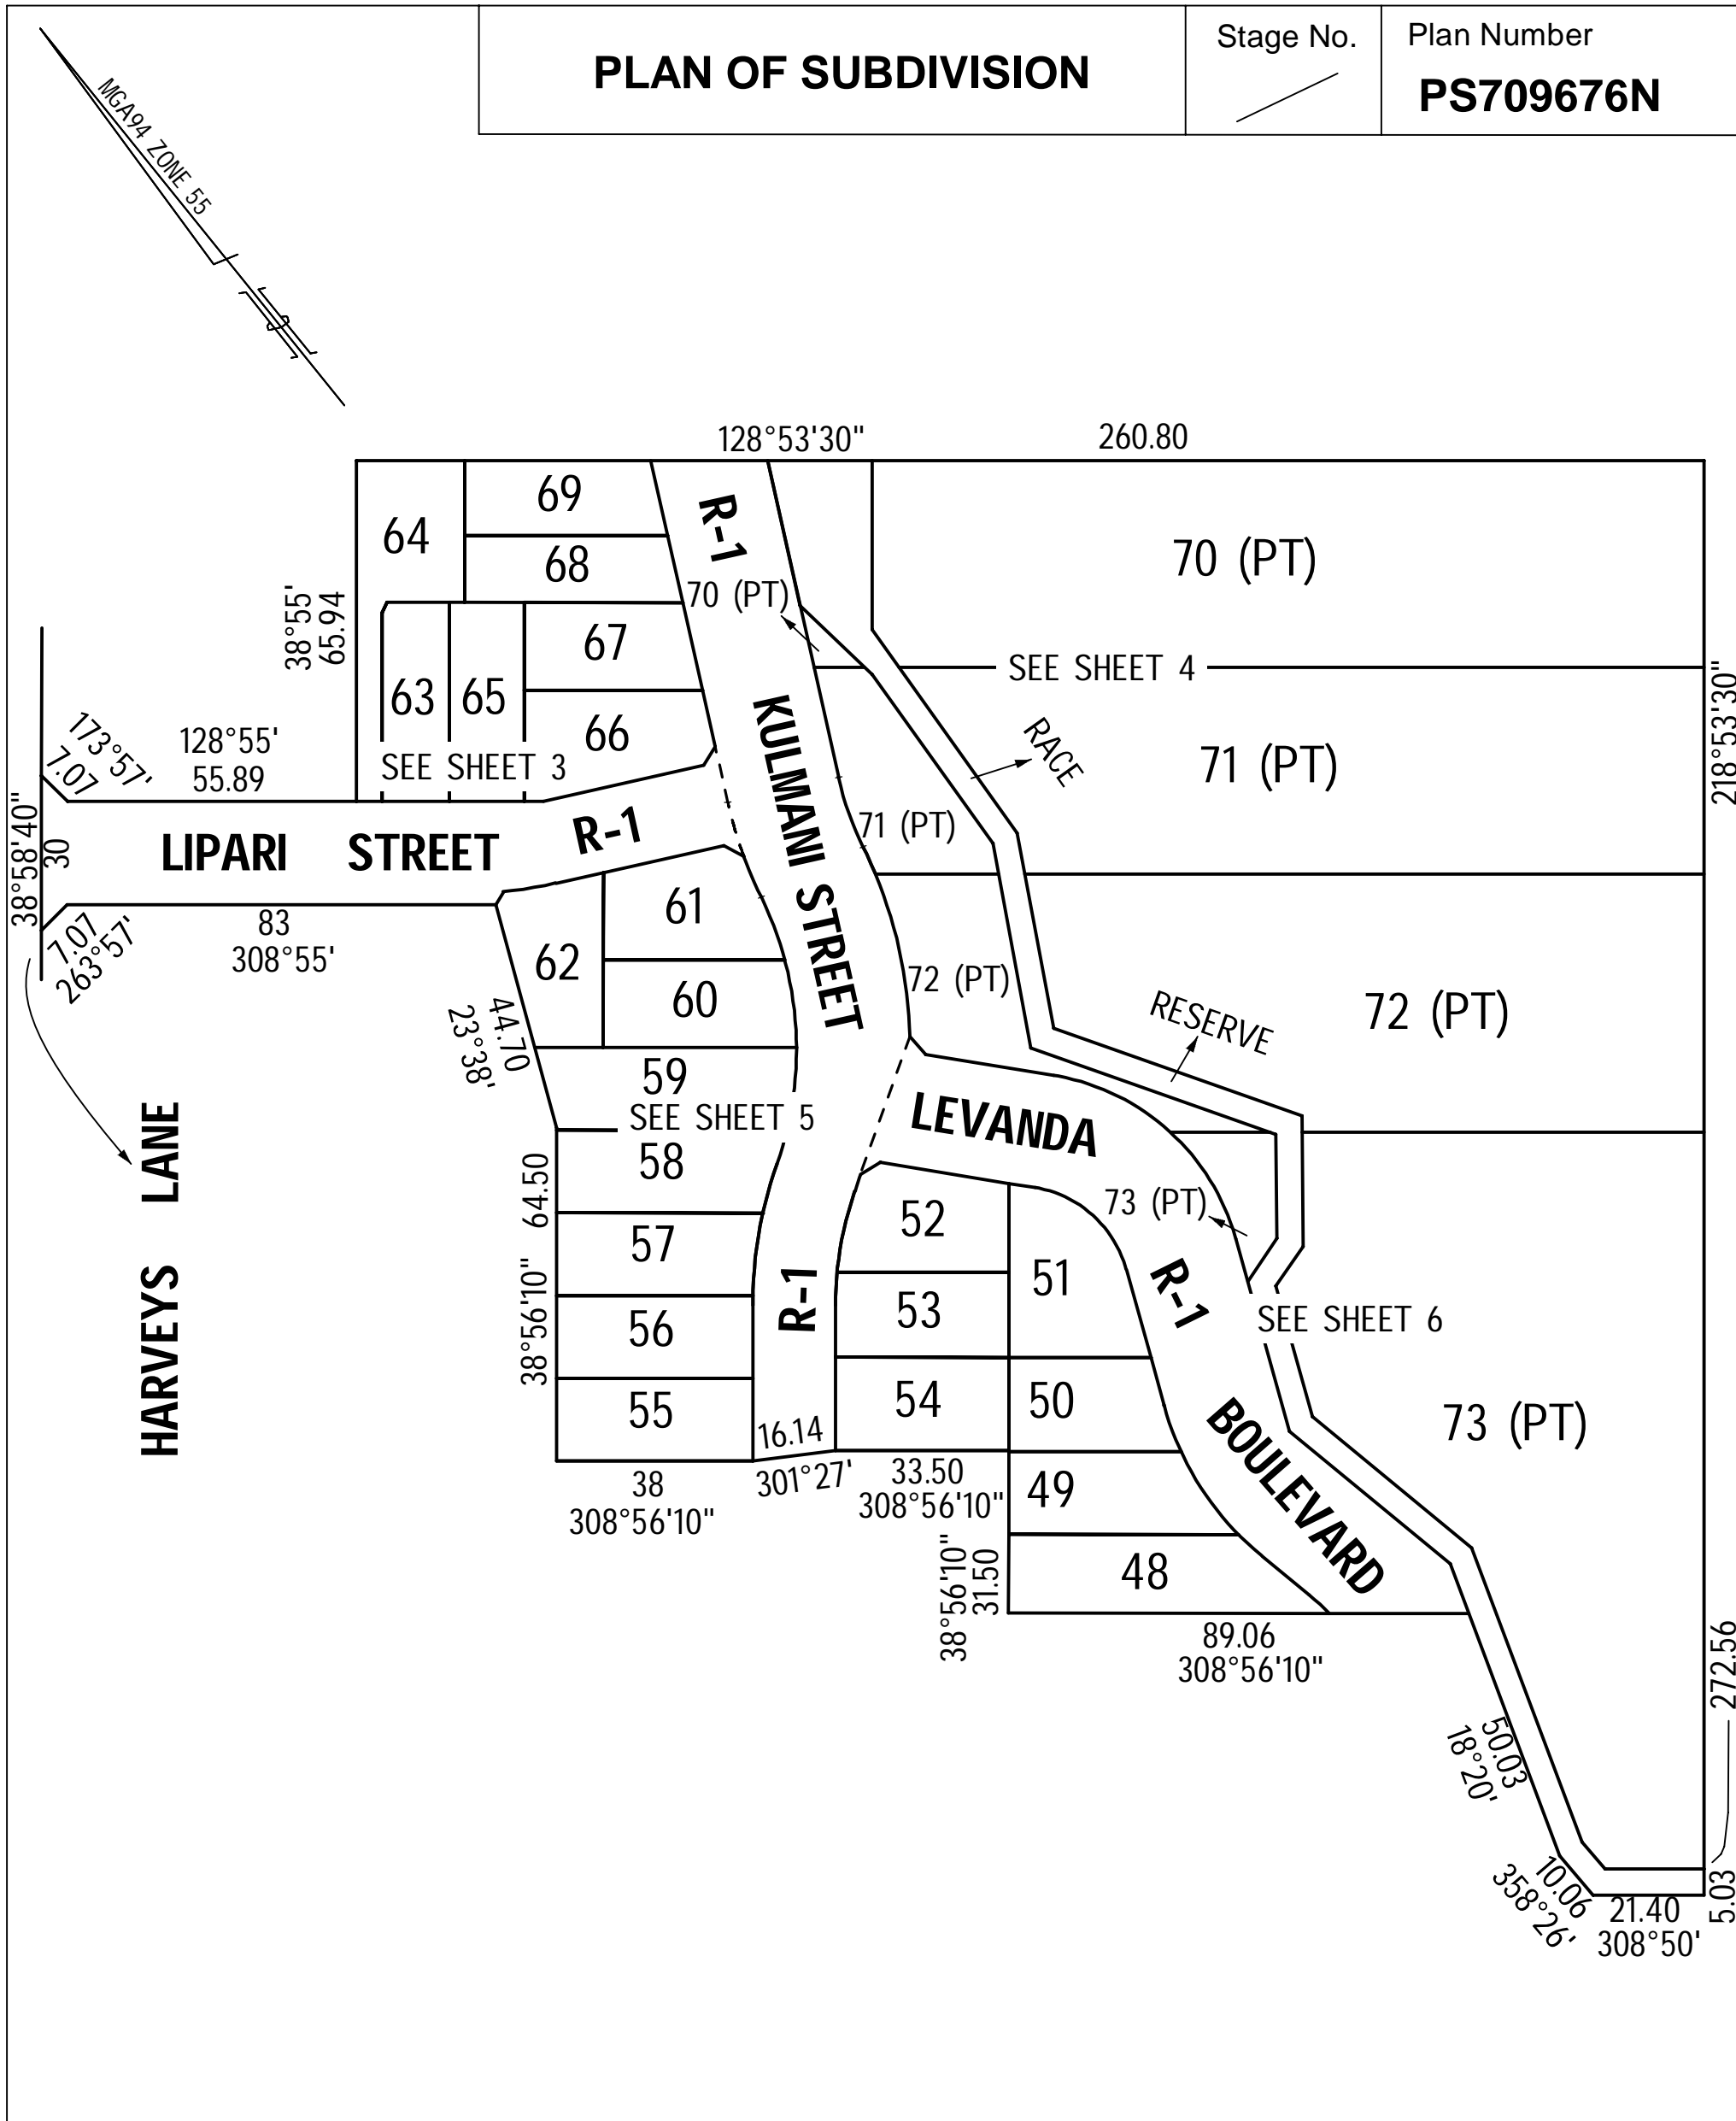 PLAN OF SUBDIVISION
Stage No.
Plan Number
PS709676N
MGA94 ZONE 55
128°53'30"
260.80
69
64
68
R-1
70 (PT)
70 (PT)
38°55'
65.94
67
63
65
66
SEE SHEET 4
SEE SHEET 3
218°53'30"
173°57'
7.07
128°55'
55.89
KULMANI STREET
RACE
71 (PT)
71 (PT)
38°58'40"
30
LIPARI STREET
R-1
83
308°55'
7.07
263°57'
61
62
60
72 (PT)
72 (PT)
RESERVE
44.70
23°38'
59
SEE SHEET 5
58
LEVANDA
HARVEYS LANE
64.50
38°56'10"
57
52
73 (PT)
51
R-1
R-1
56
53
SEE SHEET 6
55
54
50
73 (PT)
BOULEVARD
16.14
301°27'
38
308°56'10"
33.50
308°56'10"
49
48
38°56'10"
31.50
89.06
308°56'10"
272.56
50.03
18°20'
10.06
358°26'
21.40
308°50'
5.03